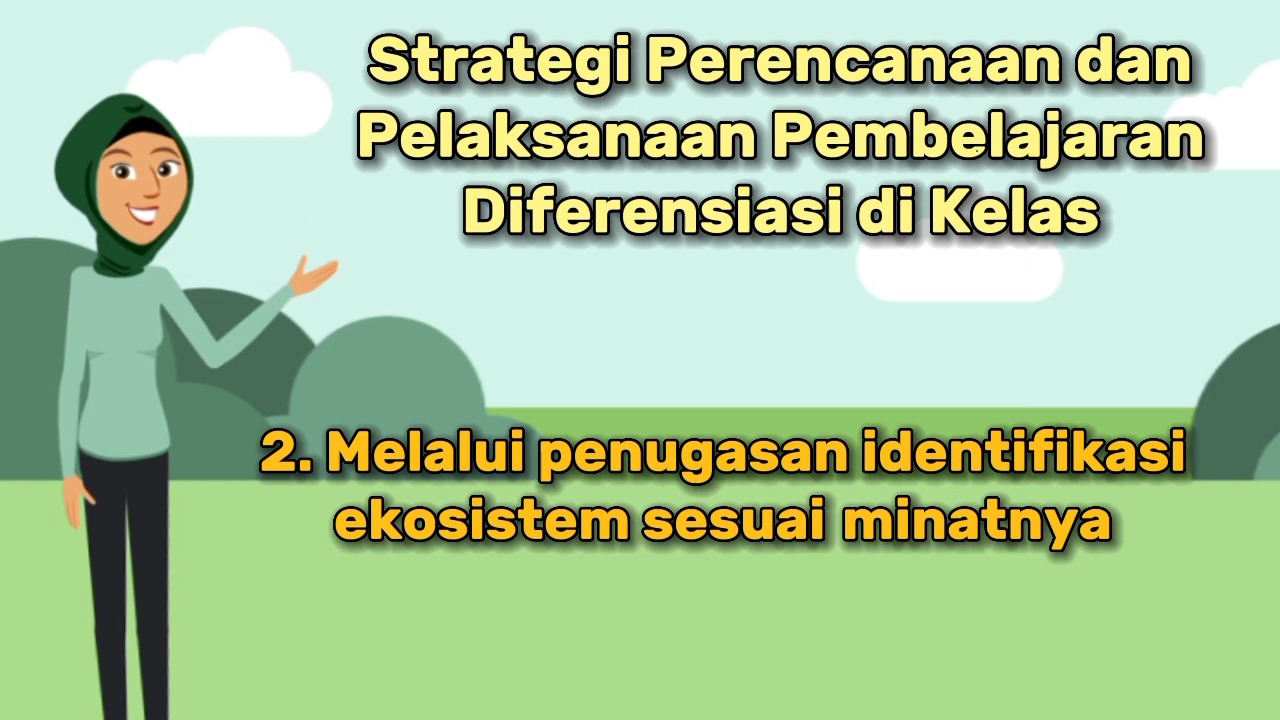 Strategi Perencanaan dan
Pelaksanaan Pembelajaran
Diferensiasi di Kelas
2. Melalui penugasan identifikasi
ekosistem sesuai minatnya